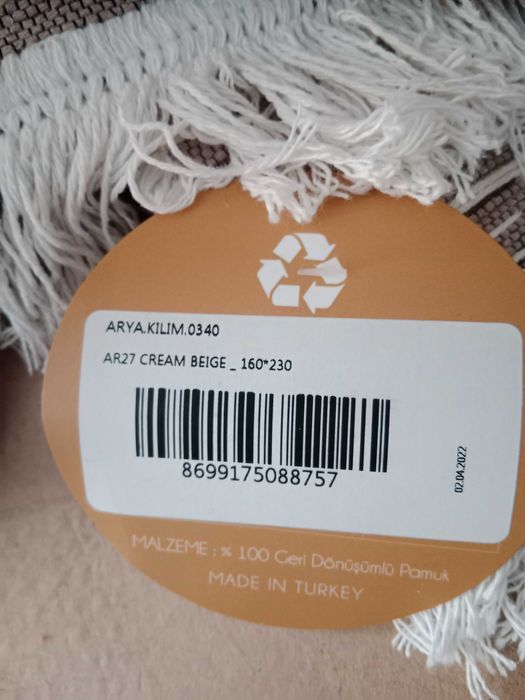 ARYA.KILIM.0340
AR27 CREAM BEIGE _ 160*230
8699175088757
02.04.2022
MALZEME : % 100 Geri Dönüşümlü Pamuk
MADE IN TURKEY